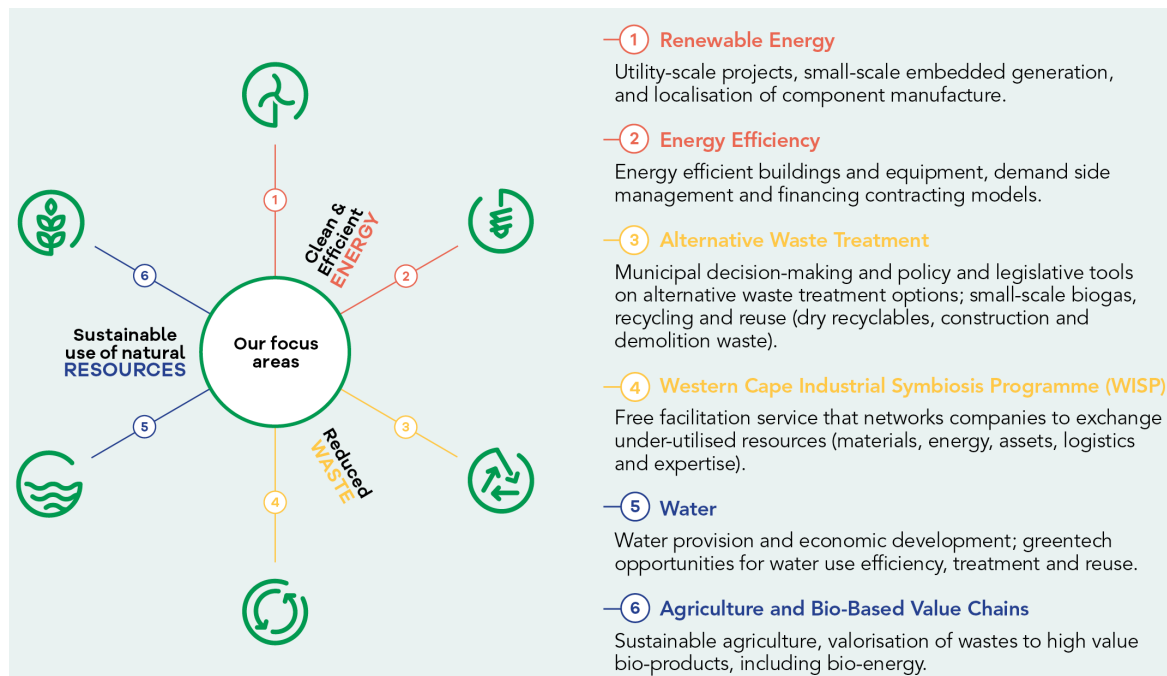 1
Clean &
Efficient
ENERGY
2
6
Sustainable
use of natural
RESOURCES
Our focus
areas
5
3
Reduced
WASTE
4
1 Renewable Energy
Utility-scale projects, small-scale embedded generation,
and localisation of component manufacture.
2 Energy Efficiency
Energy efficient buildings and equipment, demand side
management and financing contracting models.
3 Alternative Waste Treatment
Municipal decision-making and policy and legislative tools
on alternative waste treatment options; small-scale biogas,
recycling and reuse (dry recyclables, construction and
demolition waste).
4 Western Cape Industrial Symbiosis Programme (WISP)
Free facilitation service that networks companies to exchange
under-utilised resources (materials, energy, assets, logistics
and expertise).
5 Water
Water provision and economic development; greentech
opportunities for water use efficiency, treatment and reuse.
6 Agriculture and Bio-Based Value Chains
Sustainable agriculture, valorisation of wastes to high value
bio-products, including bio-energy.